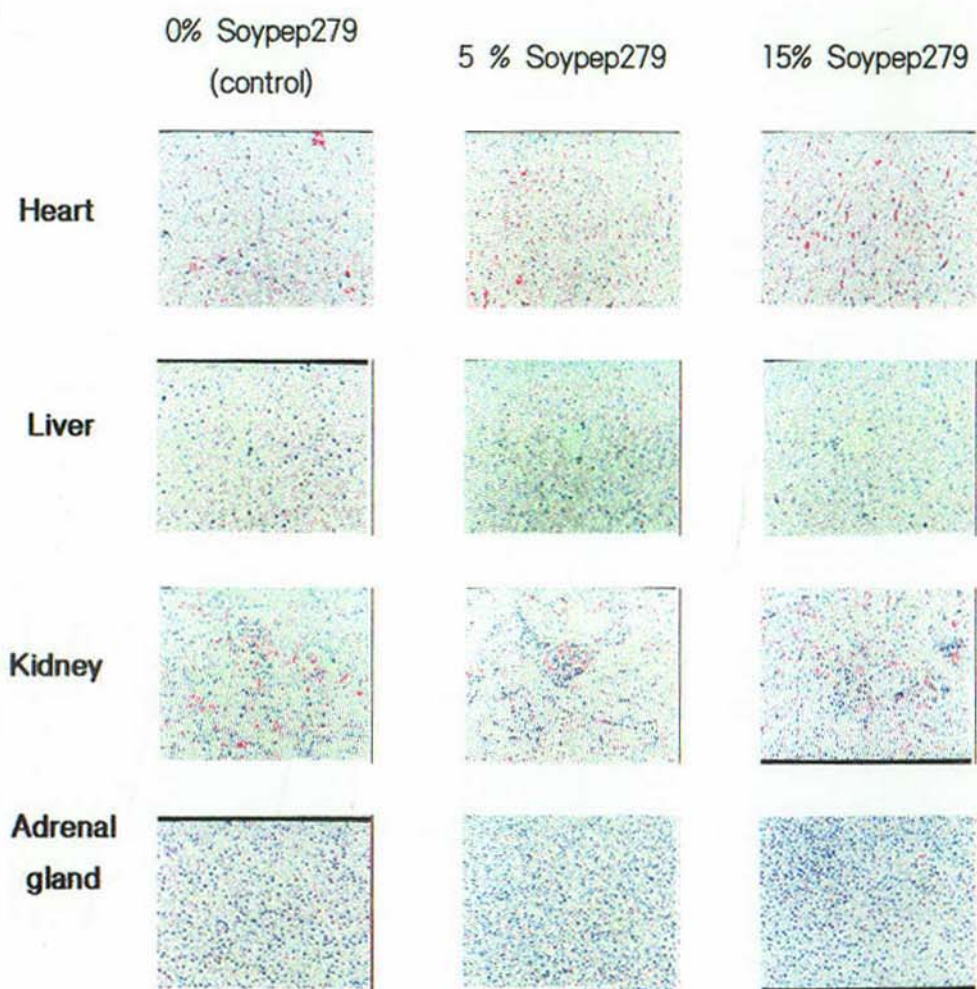 0% Soypep279
(control)
5 % Soypep279
15% Soypep279
Heart
Liver
Kidney
Adrenal
gland